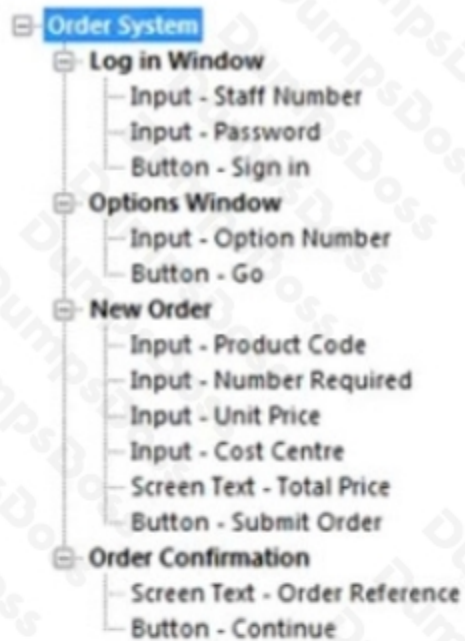 Order System
Log in Window
Input - Staff Number
Input - Password
Button - Sign in
Options Window
Input - Option Number
Button - Go
New Order
Input - Product Code
Input - Number Required
Input - Unit Price
Input - Cost Centre
Screen Text - Total Price
Button - Submit Order
Order Confirmation
Screen Text - Order Reference
Button - Continue